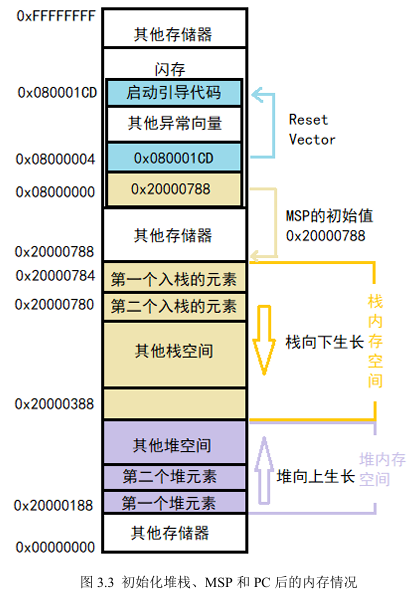 0xFFFFFFFF
其他存储器
闪存
0x080001CD
启动引导代码
其他异常向量
Reset
Vector
0x08000004
0x080001CD
0x08000000
0x20000788
MSP的初始值
0x20000788
其他存储器
0x20000788
0x20000784
第一个入栈的元素
0x20000780
第二个入栈的元素
栈内存空间
其他栈空间
栈向下生长
0x20000388
其他堆空间
堆内存
空间
第二个堆元素
堆向上生长
0x20000188
第一个堆元素
其他存储器
0x00000000
图 3.3 初始化堆栈、MSP 和 PC 后的内存情况